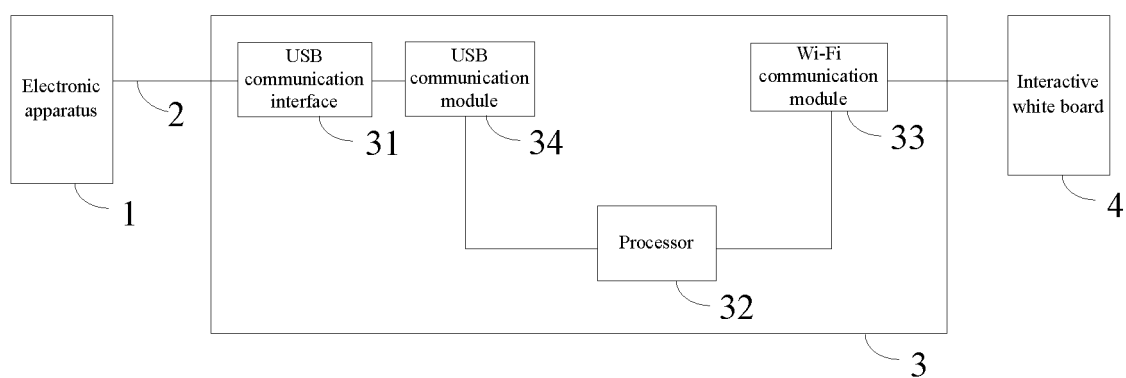 Electronic
apparatus
1
2
USB
communication
interface
31
USB
communication
module
34
Wi-Fi
communication
module
33
Processor
32
3
Interactive
white board
4